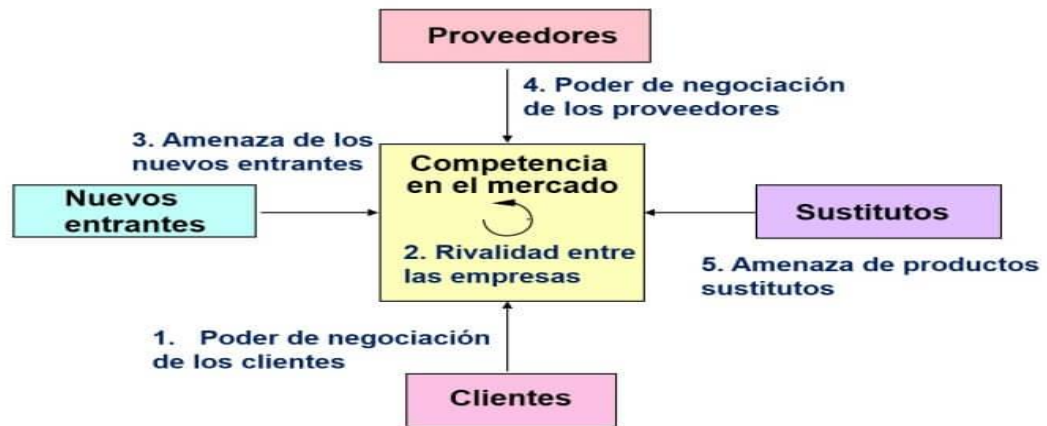 Proveedores
4. Poder de negociación
de los proveedores
3. Amenaza de los
nuevos entrantes
Competencia
en el mercado
Nuevos
entrantes
2. Rivalidad entre
las empresas
Sustitutos
5. Amenaza de productos
sustitutos
1. Poder de negociación
de los clientes
Clientes